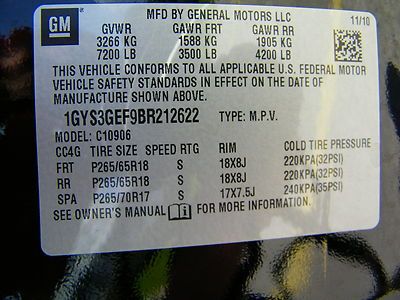 GM MFD BY GENERAL MOTORS LLC 11/10
GVWR GAWR FRT GAWR RR
3266 KG 1588 KG 1905 KG
7200 LB 3500 LB 4200 LB
THIS VEHICLE CONFORMS TO ALL APPLICABLE U.S. FEDERAL MOTOR
VEHICLE SAFETY STANDARDS IN EFFECT ON THE DATE OF
MANUFACTURE SHOWN ABOVE.
1GYS3GEF9BR212622 TYPE: M.P.V.
MODEL: C10906
CC4G TIRE SIZE SPEED RTG RIM COLD TIRE PRESSURE
FRT P265/65R18 S 18X8J 220KPA(32PSI)
RR P265/65R18 S 18X8J 220KPA(32PSI)
SPA P265/70R17 S 17X7.5J 240KPA(35PSI)
SEE OWNER'S MANUAL FOR MORE INFORMATION.